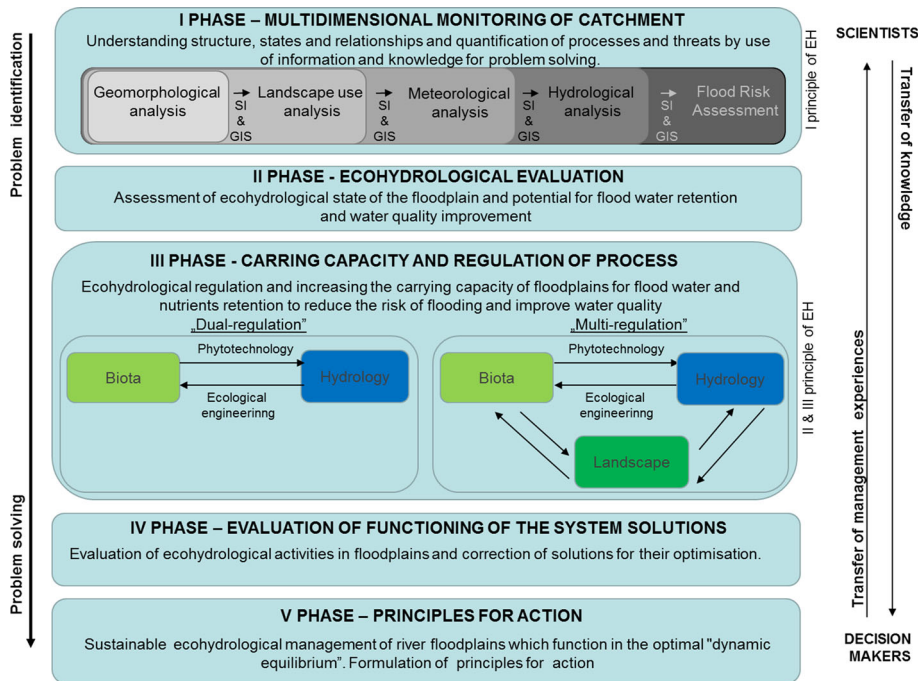 I PHASE – MULTIDIMENSIONAL MONITORING OF CATCHMENT
Understanding structure, states and relationships and quantification of processes and threats by use
of information and knowledge for problem solving.
Geomorphological
analysis
SI
&
GIS
Landscape use
analysis
SI
&
GIS
Meteorological
analysis
SI
&
GIS
Hydrological
analysis
SI
&
GIS
Flood Risk
Assessment
I principle of EH
II PHASE - ECOHYDROLOGICAL EVALUATION
Assessment of ecohydrological state of the floodplain and potential for flood water retention
and water quality improvement
III PHASE - CARRING CAPACITY AND REGULATION OF PROCESS
Ecohydrological regulation and increasing the carrying capacity of floodplains for flood water and
nutrients retention to reduce the risk of flooding and improve water quality
„Dual-regulation”
Biota
Phytotechnology
Ecological
engineerinng
Hydrology
„Multi-regulation”
Biota
Phytotechnology
Ecological
engineerinng
Hydrology
Landscape
II & III principle of EH
IV PHASE – EVALUATION OF FUNCTIONING OF THE SYSTEM SOLUTIONS
Evaluation of ecohydrological activities in floodplains and correction of solutions for their optimisation.
V PHASE – PRINCIPLES FOR ACTION
Sustainable ecohydrological management of river floodplains which function in the optimal "dynamic
equilibrium”. Formulation of principles for action
Problem identification
Problem solving
SCIENTISTS
Transfer of knowledge
Transfer of management experiences
DECISION
MAKERS